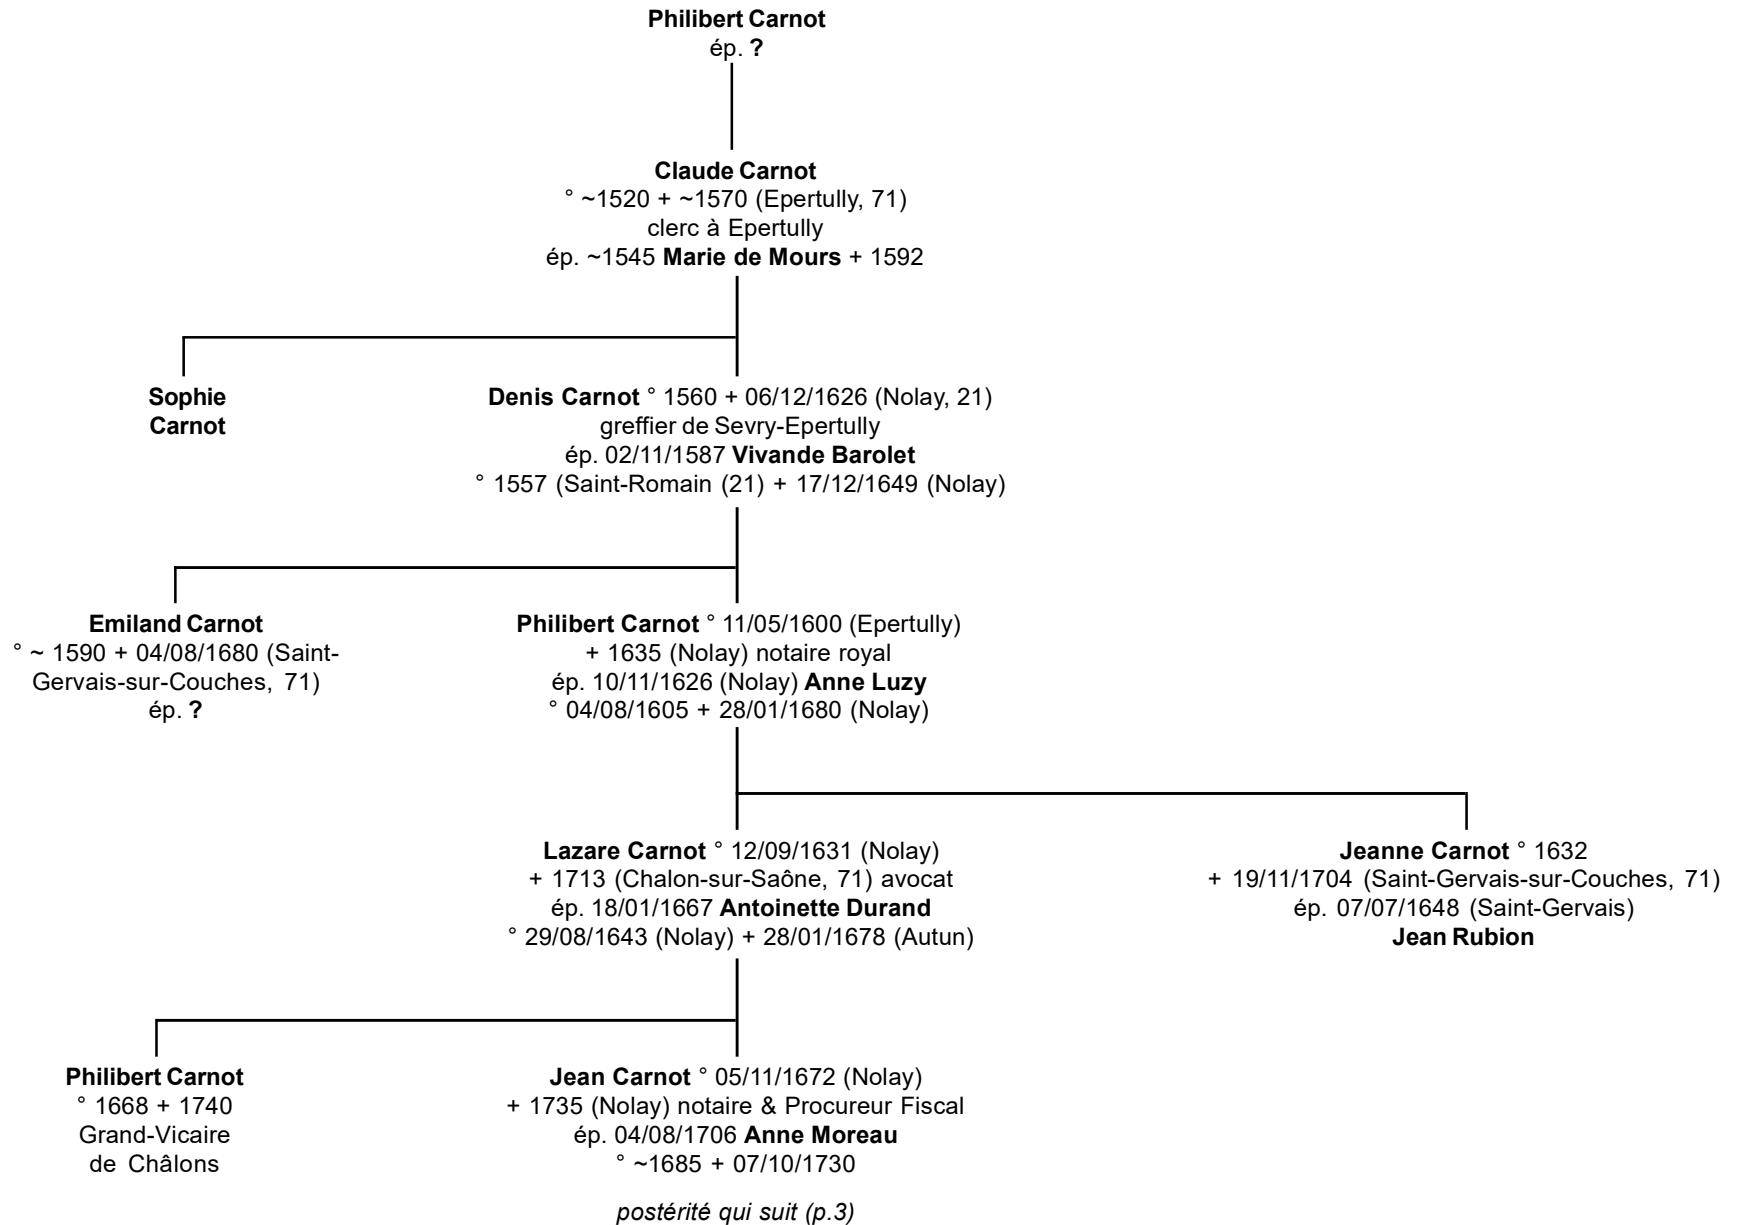 Philibert Carnot
ép. ?
Claude Carnot
° ~1520 + ~1570 (Epertully, 71)
clerc à Epertully
ép. ~1545 Marie de Mours + 1592
Sophie
Carnot
Denis Carnot ° 1560 + 06/12/1626 (Nolay, 21)
greffier de Sevry-Epertully
ép. 02/11/1587 Vivande Barolet
° 1557 (Saint-Romain (21) + 17/12/1649 (Nolay)
Emiland Carnot
° ~ 1590 + 04/08/1680 (Saint-
Gervais-sur-Couches, 71)
ép. ?
Philibert Carnot ° 11/05/1600 (Epertully)
+ 1635 (Nolay) notaire royal
ép. 10/11/1626 (Nolay) Anne Luzy
° 04/08/1605 + 28/01/1680 (Nolay)
Lazare Carnot ° 12/09/1631 (Nolay)
+ 1713 (Chalon-sur-Saône, 71) avocat
ép. 18/01/1667 Antoinette Durand
° 29/08/1643 (Nolay) + 28/01/1678 (Autun)
Jeanne Carnot ° 1632
+ 19/11/1704 (Saint-Gervais-sur-Couches, 71)
ép. 07/07/1648 (Saint-Gervais)
Jean Rubion
Philibert Carnot
° 1668 + 1740
Grand-Vicaire
de Châlons
Jean Carnot ° 05/11/1672 (Nolay)
+ 1735 (Nolay) notaire & Procureur Fiscal
ép. 04/08/1706 Anne Moreau
° ~1685 + 07/10/1730
postérité qui suit (p.3)